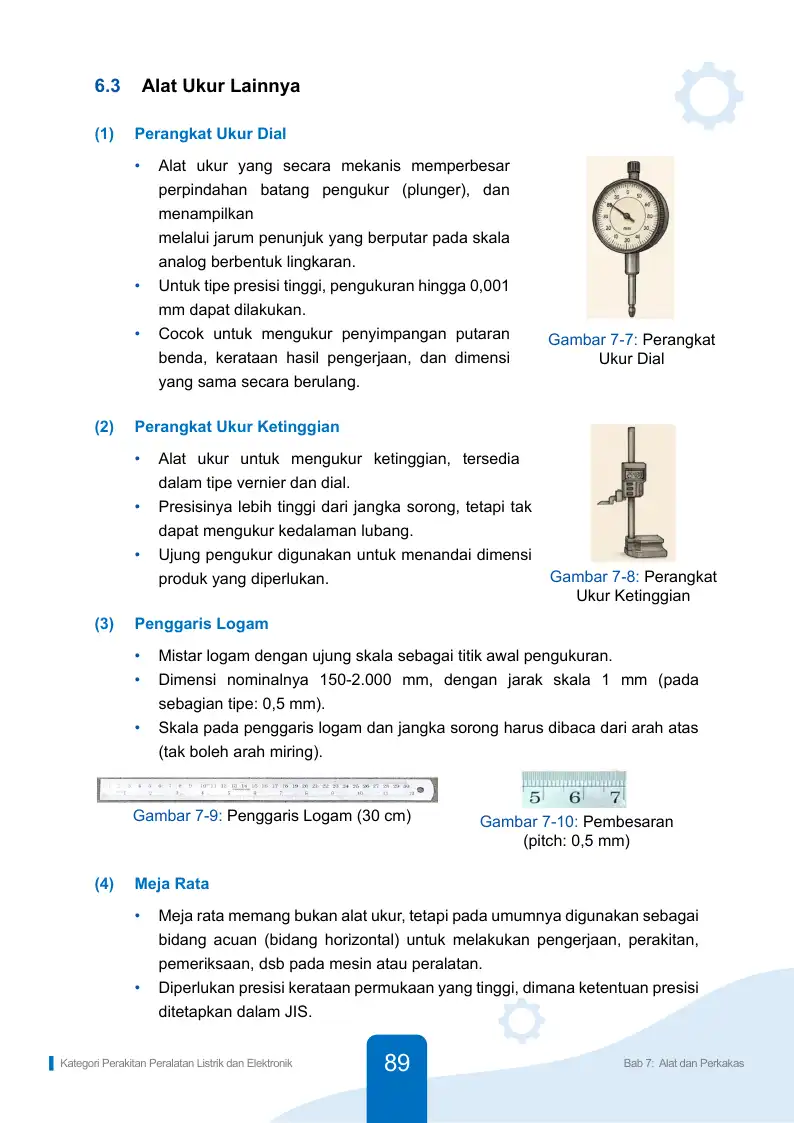 6.3 Alat Ukur Lainnya
(1) Perangkat Ukur Dial
• Alat ukur yang secara mekanis memperbesar
perpindahan batang pengukur (plunger), dan
menampilkan
melalui jarum penunjuk yang berputar pada skala
analog berbentuk lingkaran.
• Untuk tipe presisi tinggi, pengukuran hingga 0,001
mm dapat dilakukan.
• Cocok untuk mengukur penyimpangan putaran
benda, kerataan hasil pengerjaan, dan dimensi
yang sama secara berulang.
Gambar 7-7: Perangkat
Ukur Dial
(2) Perangkat Ukur Ketinggian
• Alat ukur untuk mengukur ketinggian, tersedia
dalam tipe vernier dan dial.
• Presisinya lebih tinggi dari jangka sorong, tetapi tak
dapat mengukur kedalaman lubang.
• Ujung pengukur digunakan untuk menandai dimensi
produk yang diperlukan.
Gambar 7-8: Perangkat
Ukur Ketinggian
(3) Penggaris Logam
• Mistar logam dengan ujung skala sebagai titik awal pengukuran.
• Dimensi nominalnya 150-2.000 mm, dengan jarak skala 1 mm (pada
sebagian tipe: 0,5 mm).
• Skala pada penggaris logam dan jangka sorong harus dibaca dari arah atas
(tak boleh arah miring).
5 6 7
Gambar 7-9: Penggaris Logam (30 cm)
Gambar 7-10: Pembesaran
(pitch: 0,5 mm)
(4) Meja Rata
• Meja rata memang bukan alat ukur, tetapi pada umumnya digunakan sebagai
bidang acuan (bidang horizontal) untuk melakukan pengerjaan, perakitan,
pemeriksaan, dsb pada mesin atau peralatan.
• Diperlukan presisi kerataan permukaan yang tinggi, dimana ketentuan presisi
ditetapkan dalam JIS.
Kategori Perakitan Peralatan Listrik dan Elektronik
89
Bab 7: Alat dan Perkakas